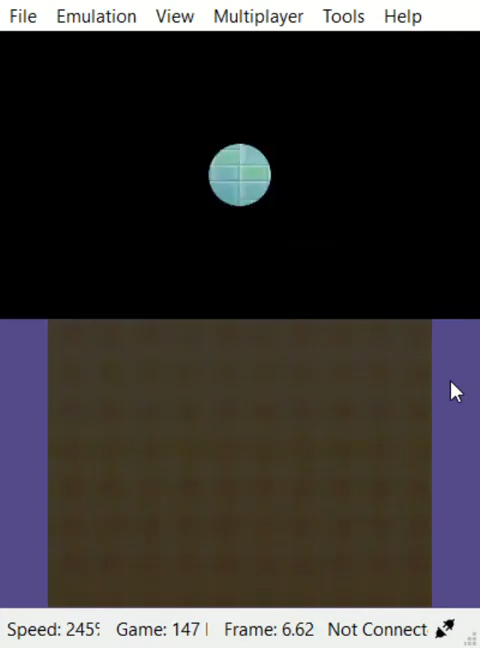 File Emulation View Multiplayer Tools Help
Speed: 245% Game: 147 Frame: 6.62 Not Connect